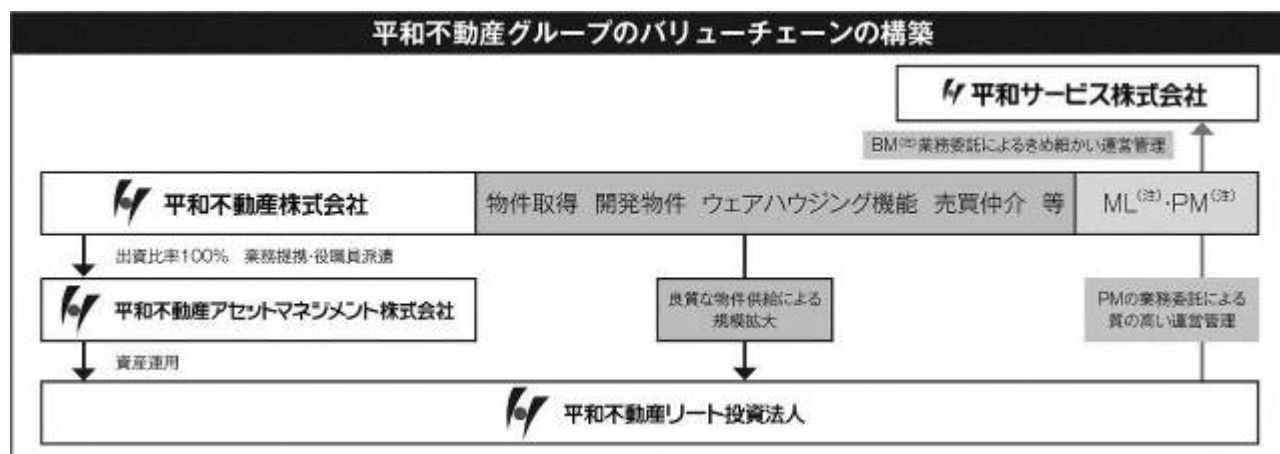 平和不動産グループのバリューチェーンの構築
平和サービス株式会社
BM(注)業務委託によるきめ細かい運営管理
平和不動産株式会社
物件取得 開発物件 ウェアハウジング機能 売買仲介 等
ML(注)・PM(注)
出資比率100% 業務提携・役職員派遣
平和不動産アセットマネジメント株式会社
良質な物件供給による
規模拡大
PMの業務委託による
質の高い運営管理
資産運用
平和不動産リート投資法人